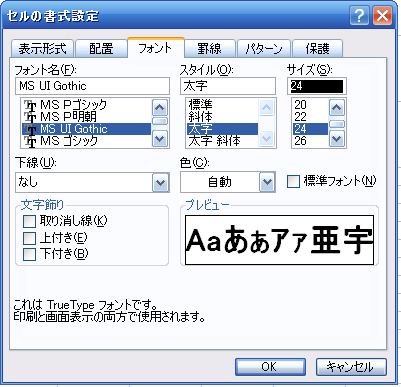 セルの書式設定
表示形式 配置 フォント 罫線 パターン 保護
フォント名(F): スタイル(O): サイズ(S):
MS UI Gothic 太字 24
MS Pゴシック 標準 20
MS P明朝 斜体 22
MS UI Gothic 太字 24
MS ゴシック 太字 斜体 26
下線(U): 色(C):
なし 自動 標準フォント(N)
文字飾り プレビュー
取り消し線(K)
上付き(E)
下付き(B)
Aaあぁアァ亜宇
これは TrueType フォントです。
印刷と画面表示の両方で使用されます。
OK キャンセル